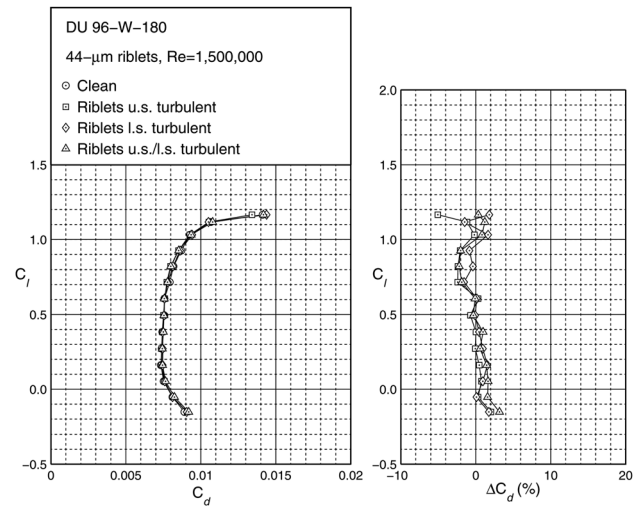 DU 96−W−180
44−μm riblets, Re=1,500,000
Clean
Riblets u.s. turbulent
Riblets l.s. turbulent
Riblets u.s./l.s. turbulent
1.5
1.0
0.5
0.0
−0.5
C_l
0
0.005
0.01
0.015
0.02
C_d
2.0
1.5
1.0
0.5
0.0
−0.5
C_l
−10
0
10
20
ΔC_d (%)